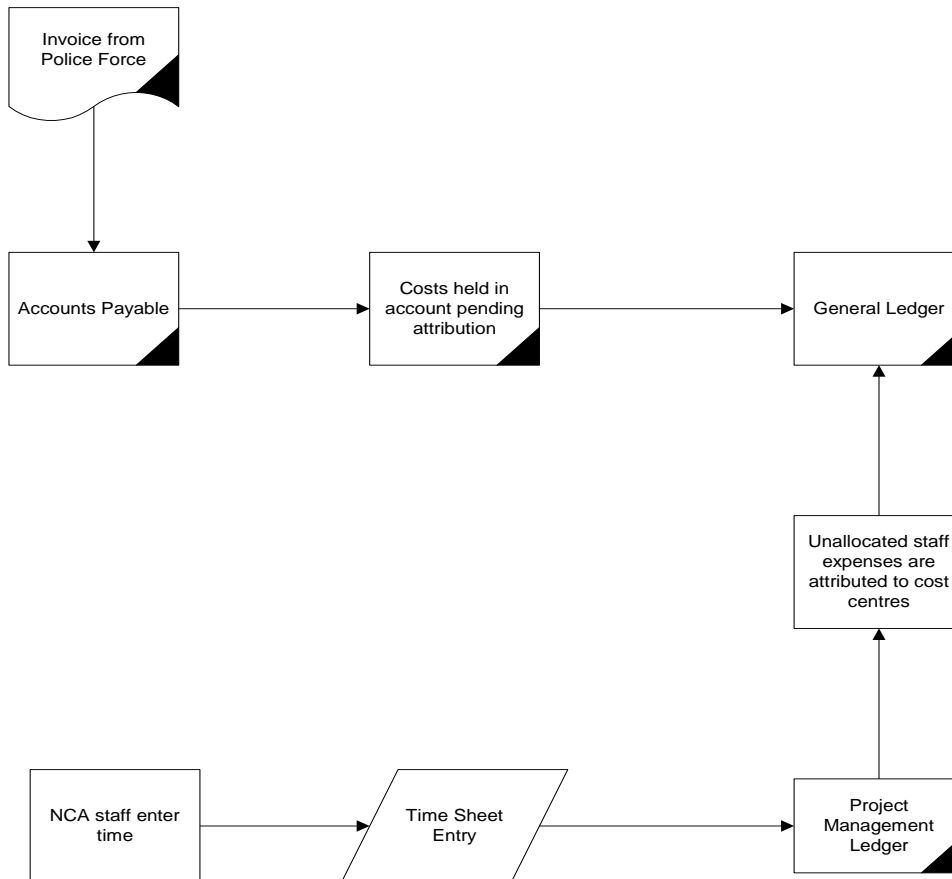 Invoice from
Police Force
Accounts Payable
Costs held in
account pending
attribution
General Ledger
Unallocated staff
expenses are
attributed to cost
centres
NCA staff enter
time
Time Sheet
Entry
Project
Management
Ledger